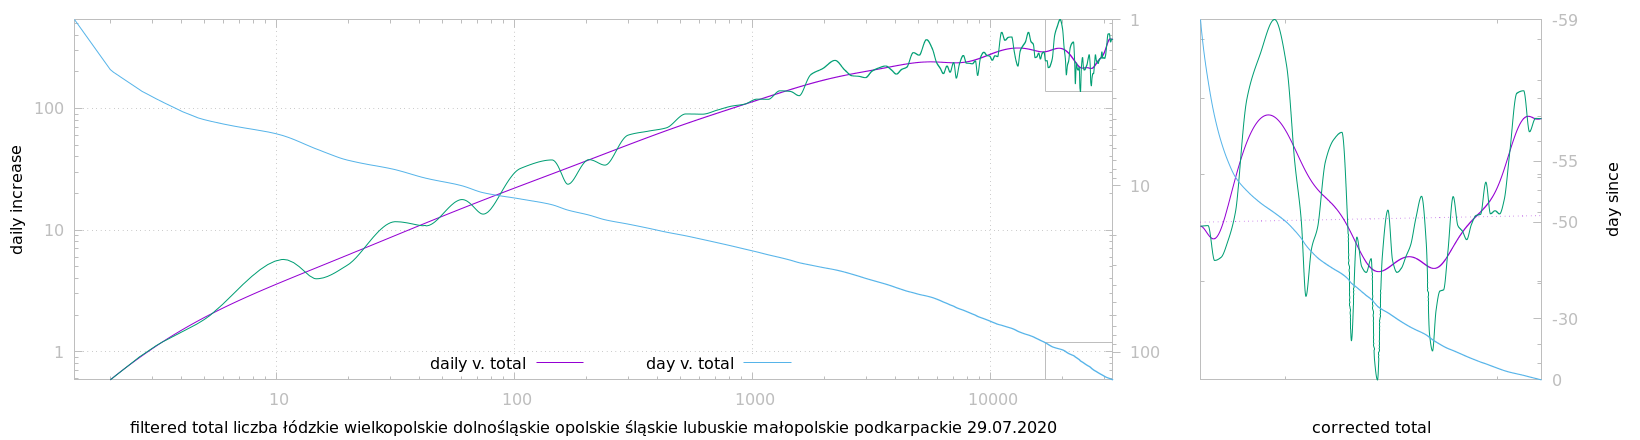 daily increase
100
10
1
daily v. total
day v. total
1
10
100
10
100
1000
10000
filtered total liczba łódzkie wielkopolskie dolnośląskie opolskie śląskie lubuskie małopolskie podkarpackie 29.07.2020
-59
-55
-50
-30
0
day since
corrected total